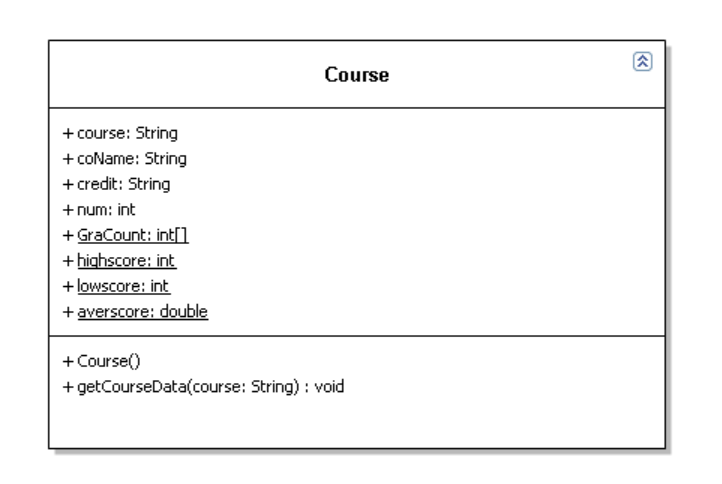 Course
+ course: String
+ coName: String
+ credit: String
+ num: int
+ GraCount: int[]
+ highscore: int
+ lowscore: int
+ averscore: double
+ Course()
+ getCourseData(course: String) : void